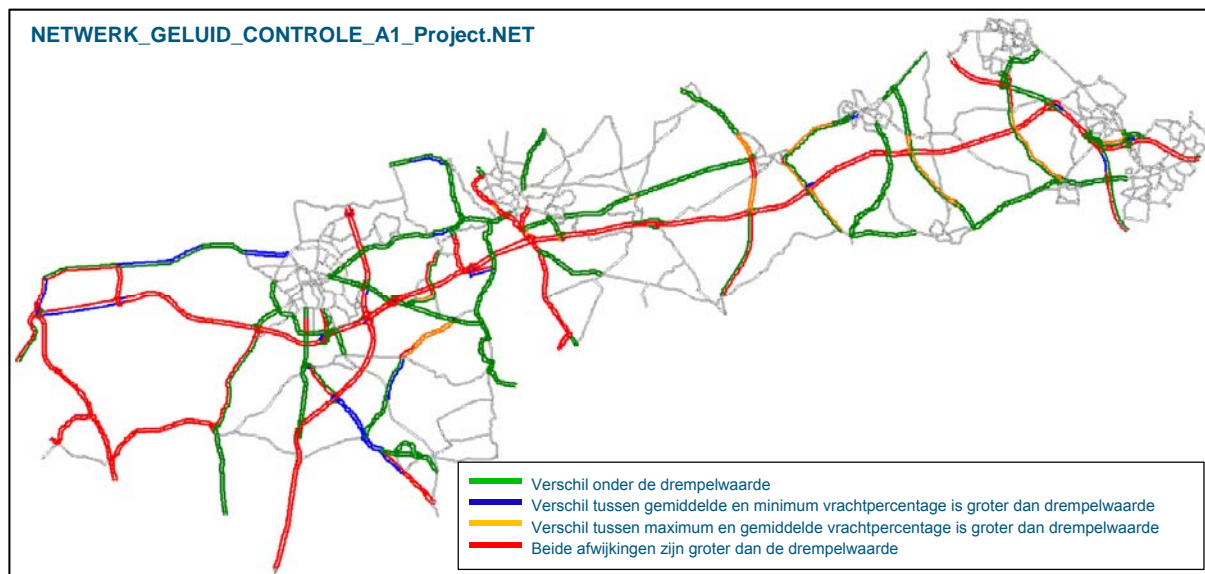 NETWERK_GELUID_CONTROLE_A1_Project.NET
Verschil onder de drempelwaarde
Verschil tussen gemiddelde en minimum vrachtpercentage is groter dan drempelwaarde
Verschil tussen maximum en gemiddelde vrachtpercentage is groter dan drempelwaarde
Beide afwijkingen zijn groter dan de drempelwaarde